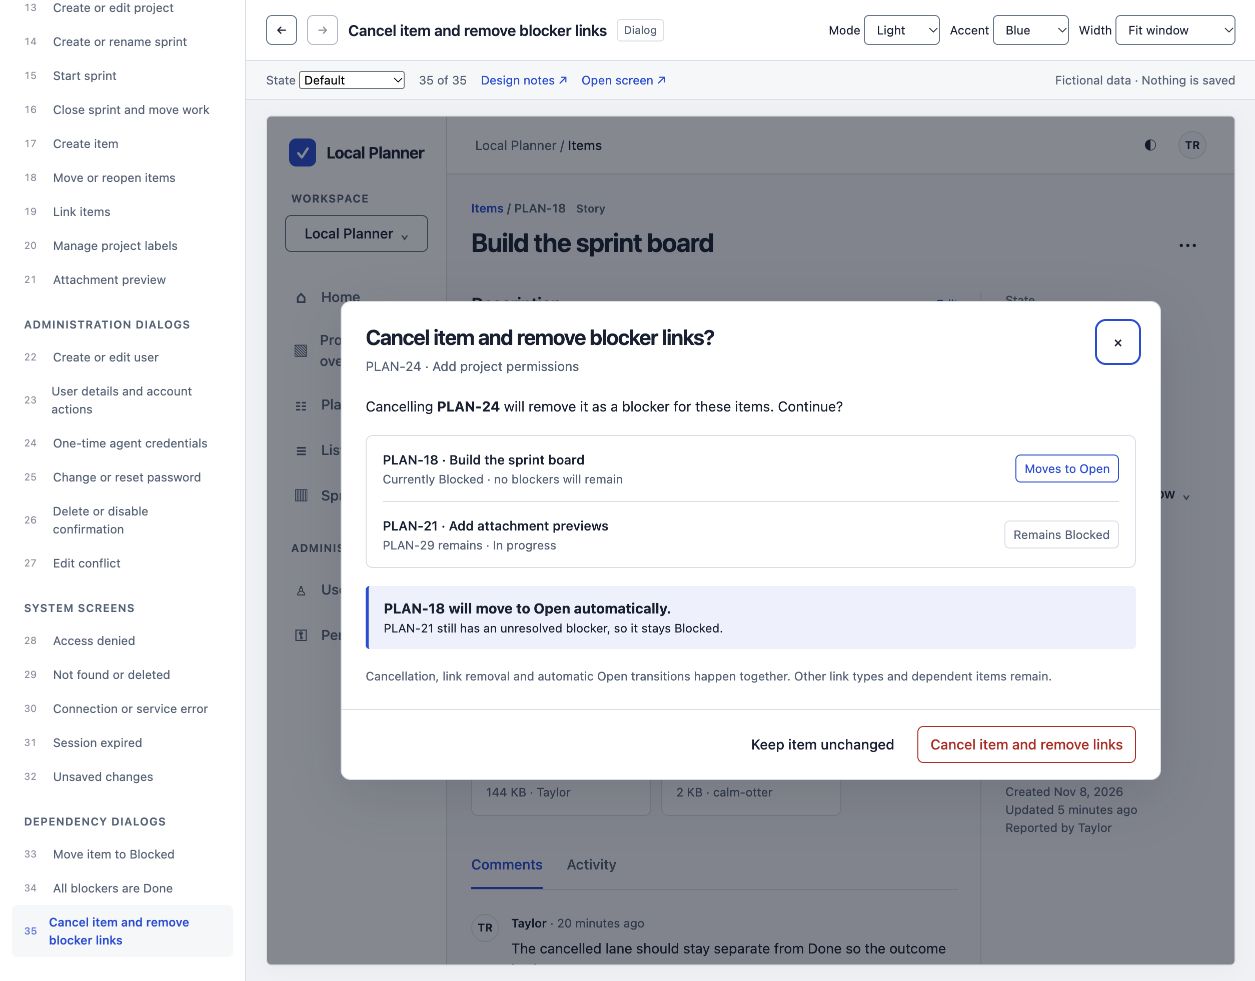 13 Create or edit project
14 Create or rename sprint
15 Start sprint
16 Close sprint and move work
17 Create item
18 Move or reopen items
19 Link items
20 Manage project labels
21 Attachment preview
ADMINISTRATION DIALOGS
22 Create or edit user
23 User details and account
actions
24 One-time agent credentials
25 Change or reset password
26 Delete or disable
confirmation
27 Edit conflict
SYSTEM SCREENS
28 Access denied
29 Not found or deleted
30 Connection or service error
31 Session expired
32 Unsaved changes
DEPENDENCY DIALOGS
33 Move item to Blocked
34 All blockers are Done
35 Cancel item and remove
blocker links
← → Cancel item and remove blocker links Dialog Mode Light Accent Blue Width Fit window
State Default 35 of 35 Design notes ↗ Open screen ↗ Fictional data · Nothing is saved
Local Planner
WORKSPACE
Local Planner
Home
Local Planner / Items TR
Items / PLAN-18 Story
Build the sprint board
Cancel item and remove blocker links? ×
PLAN-24 · Add project permissions
Cancelling PLAN-24 will remove it as a blocker for these items. Continue?
PLAN-18 · Build the sprint board
Currently Blocked · no blockers will remain
Moves to Open
PLAN-21 · Add attachment previews
PLAN-29 remains · In progress
Remains Blocked
PLAN-18 will move to Open automatically.
PLAN-21 still has an unresolved blocker, so it stays Blocked.
Cancellation, link removal and automatic Open transitions happen together. Other link types and dependent items remain.
Keep item unchanged Cancel item and remove links
144 KB · Taylor 2 KB · calm-otter
Created Nov 8, 2026
Updated 5 minutes ago
Reported by Taylor
Comments Activity
TR Taylor · 20 minutes ago
The cancelled lane should stay separate from Done so the outcome